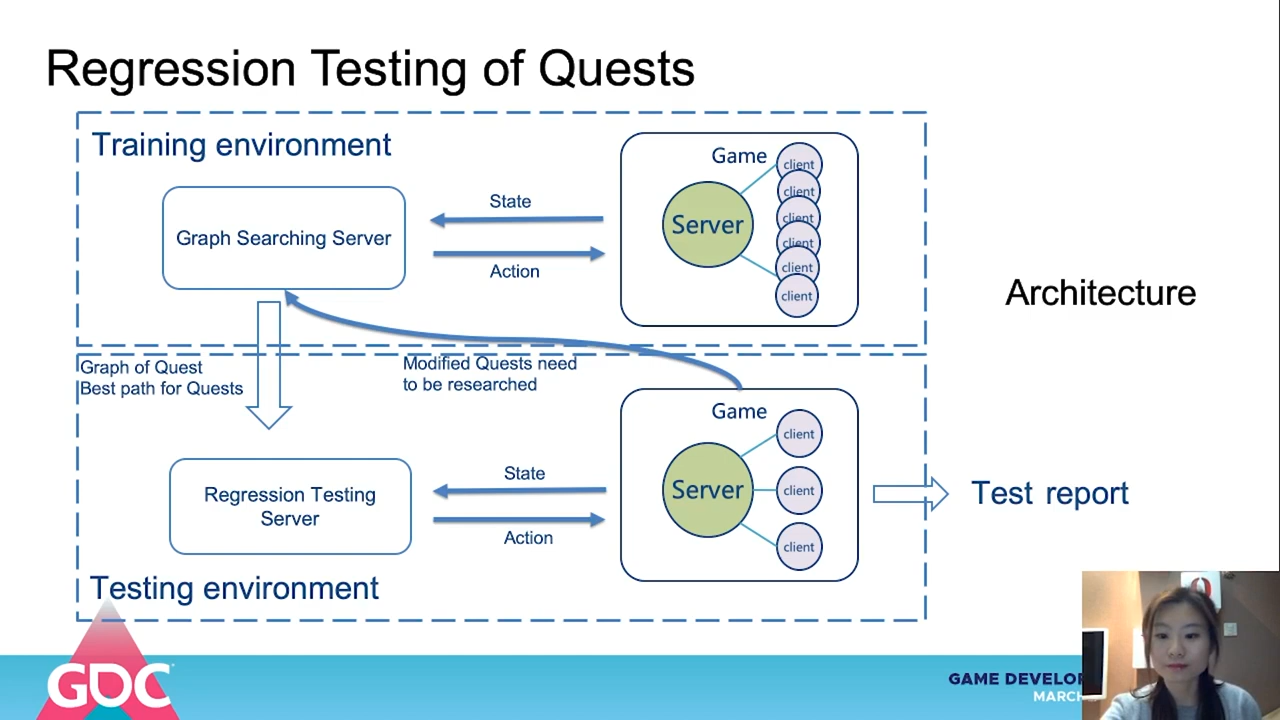 Regression Testing of Quests
Training environment
Graph Searching Server
State
Action
Game
Server
client
client
client
client
client
client
Architecture
Graph of Quest
Best path for Quests
Modified Quests need
to be researched
Regression Testing
Server
State
Action
Game
Server
client
client
client
Test report
Testing environment
GDC
GAME DEVELO
MARCH